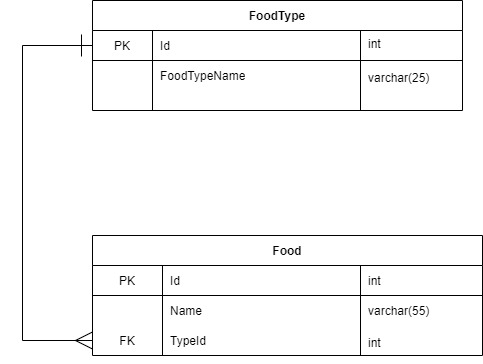 FoodType
PK Id int
FoodTypeName varchar(25)
Food
PK Id int
Name varchar(55)
FK TypeId int